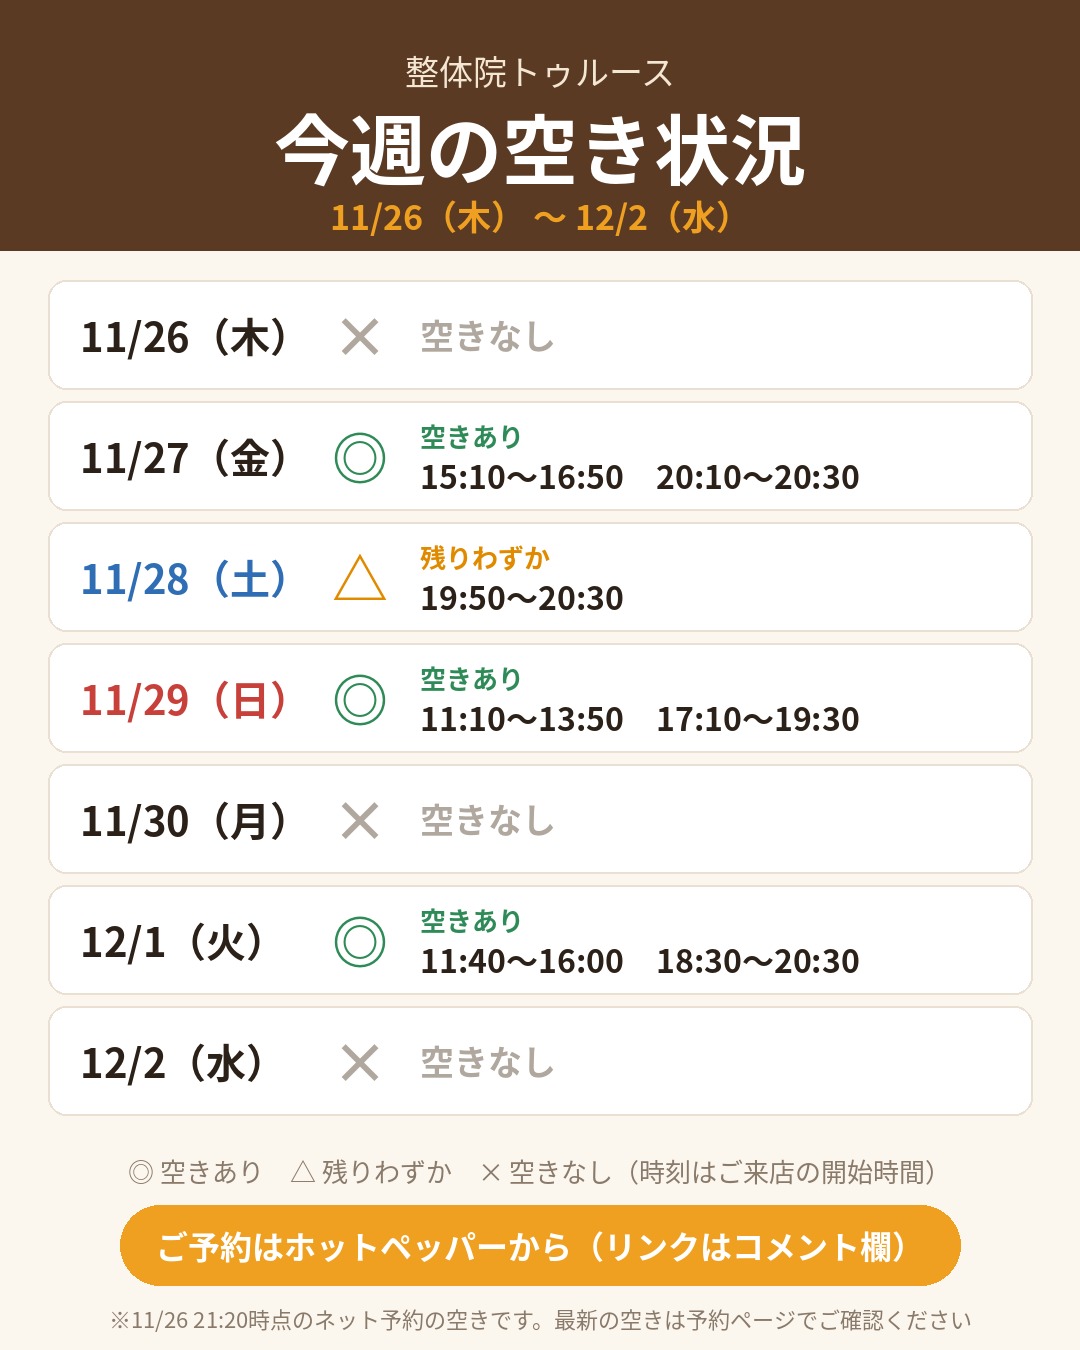 整体院トゥルース
今週の空き状況
11/26（木） ～ 12/2（水）
11/26（木） × 空きなし
11/27（金） ◎ 空きあり
15:10～16:50　20:10～20:30
11/28（土） △ 残りわずか
19:50～20:30
11/29（日） ◎ 空きあり
11:10～13:50　17:10～19:30
11/30（月） × 空きなし
12/1（火） ◎ 空きあり
11:40～16:00　18:30～20:30
12/2（水） × 空きなし
◎ 空きあり　△ 残りわずか　× 空きなし（時刻はご来店の開始時間）
ご予約はホットペッパーから（リンクはコメント欄）
※11/26 21:20時点のネット予約の空きです。最新の空きは予約ページでご確認ください